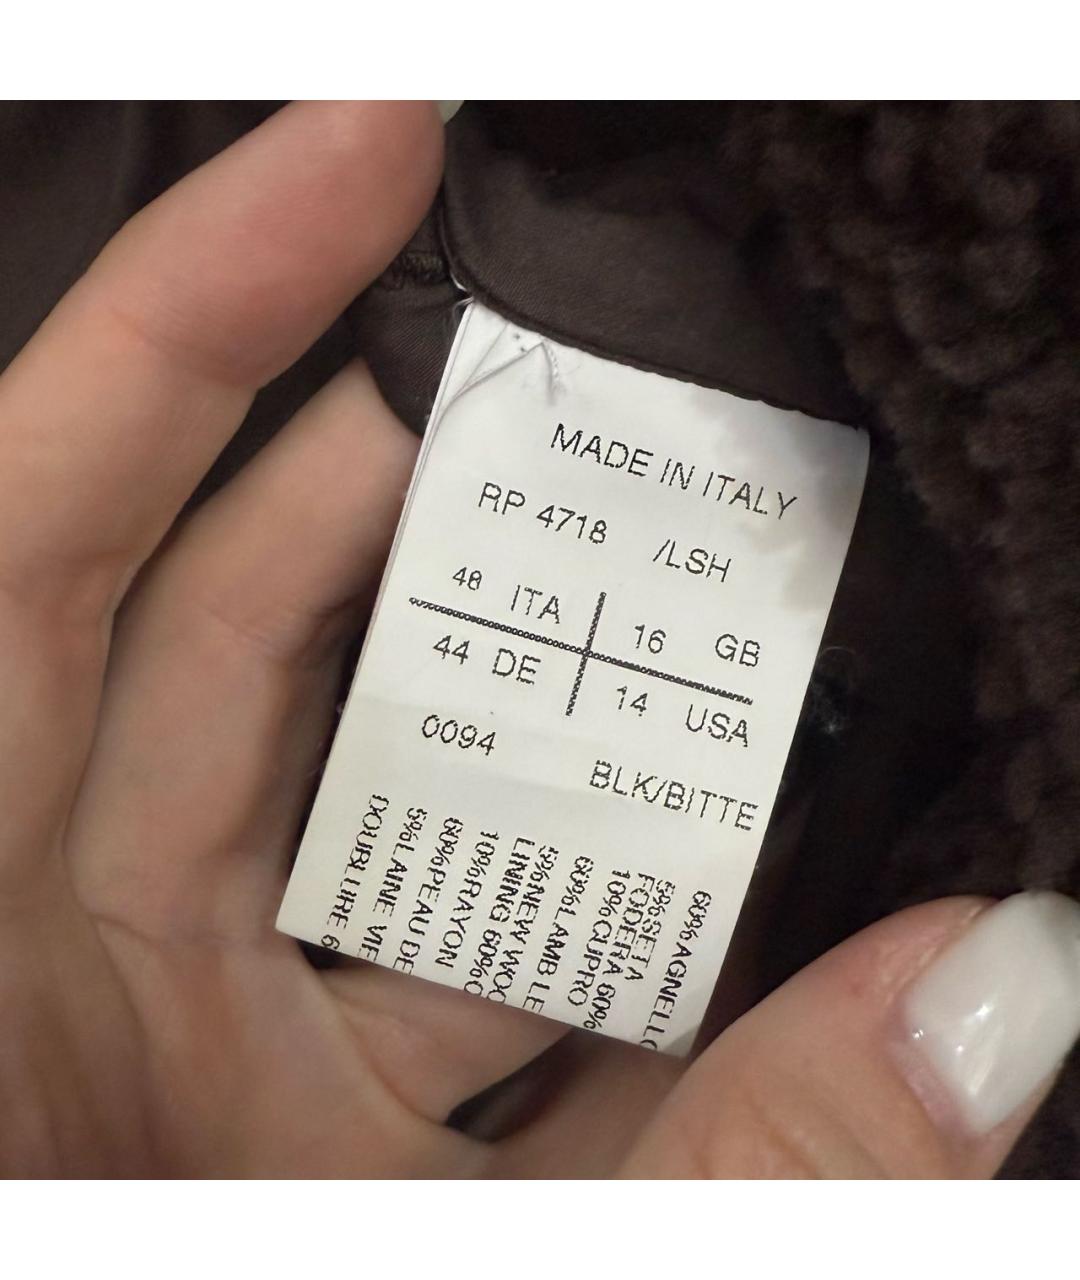 MADE IN ITALY
RP 4718 /LSH
48 ITA 16 GB
44 DE 14 USA
0094 BLK/BITTE
60% AGNELLO
5% SETA
FODERA 60%
10% CUPRO
60% LAMB LE
5% NEW WOO
LINING 60% C
10% RAYON
60% PEAU DE
5% LAINE VIE
DOUBLURE 6